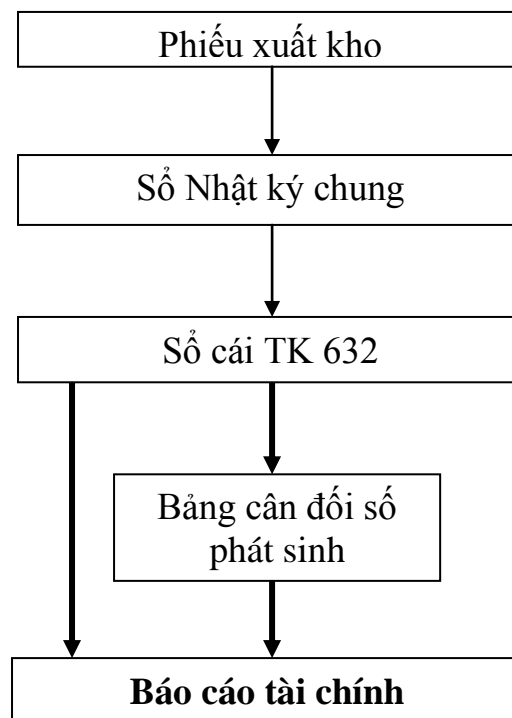 Phiếu xuất kho
Sổ Nhật ký chung
Sổ cái TK 632
Bảng cân đối số
phát sinh
Báo cáo tài chính